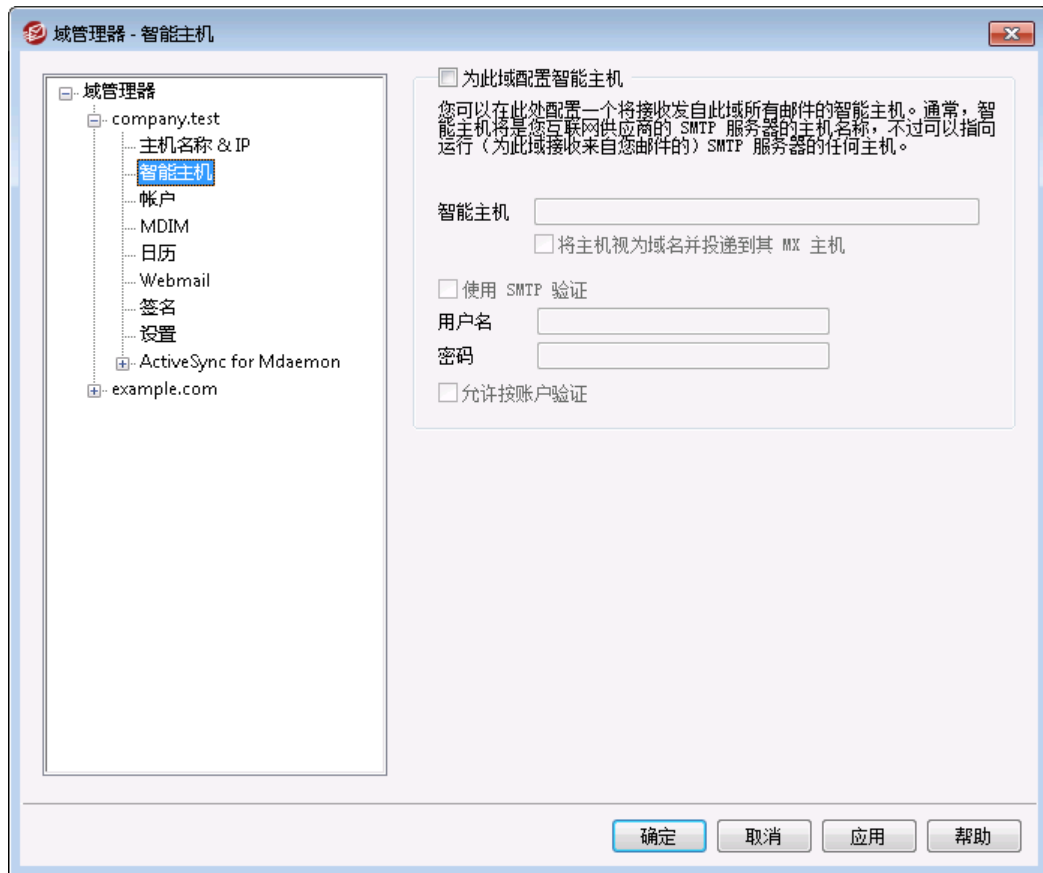 域管理器 - 智能主机
域管理器
company.test
主机名称 & IP
智能主机
帐户
MDIM
日历
Webmail
签名
设置
ActiveSync for Mdaemon
example.com
为此域配置智能主机
您可以在此处配置一个将接收发自此域所有邮件的智能主机。通常，智
能主机将是您互联网供应商的 SMTP 服务器的主机名称，不过可以指向
运行（为此域接收来自您邮件的）SMTP 服务器的任何主机。
智能主机
将主机视为域名并投递到其 MX 主机
使用 SMTP 验证
用户名
密码
允许按账户验证
确定
取消
应用
帮助